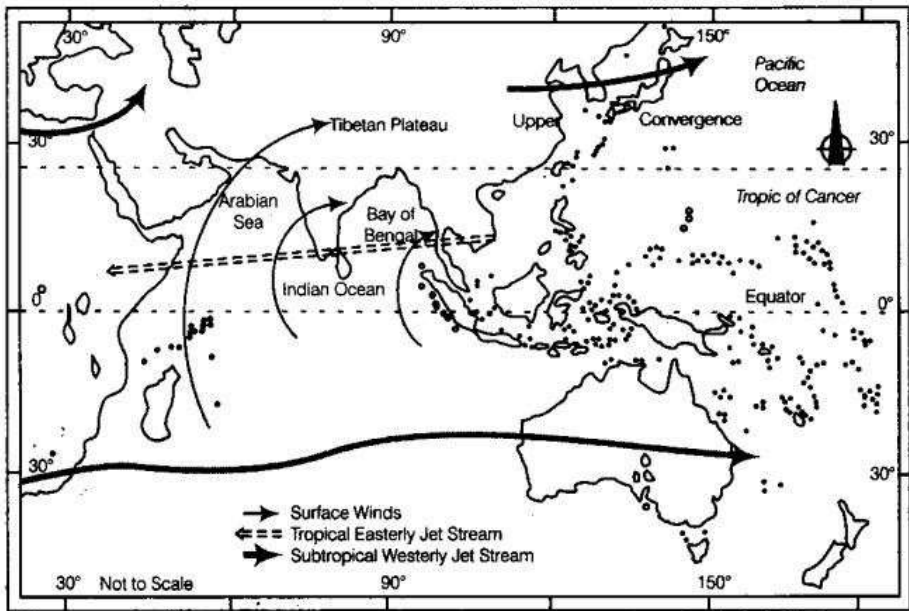 30°
90°
150°
Pacific
Ocean
Tibetan Plateau
Upper
Convergence
30°
30°
Arabian
Sea
Tropic of Cancer
Bay of
Bengal
Indian Ocean
Equator
0°
0°
30°
30°
Surface Winds
Tropical Easterly Jet Stream
Subtropical Westerly Jet Stream
Not to Scale
30°
90°
150°